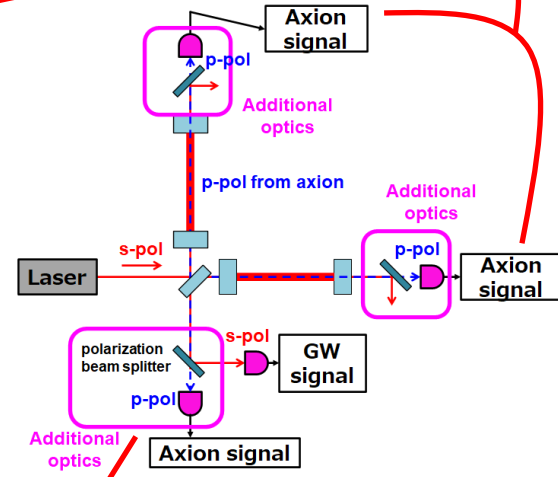 Axion
signal
p-pol
Additional
optics
p-pol from axion
Additional
optics
s-pol
p-pol
Laser
Axion
signal
s-pol
polarization
beam splitter
GW
signal
p-pol
Additional
optics
Axion signal